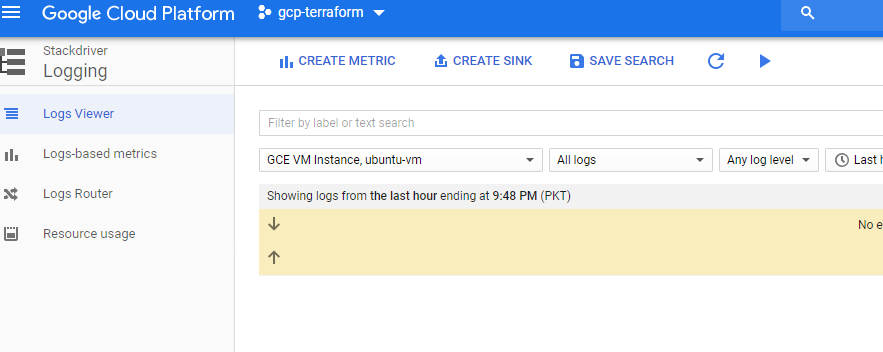 Google Cloud Platform
gcp-terraform
Stackdriver
Logging
CREATE METRIC
CREATE SINK
SAVE SEARCH
Logs Viewer
Logs-based metrics
Logs Router
Resource usage
Filter by label or text search
GCE VM Instance, ubuntu-vm
All logs
Any log level
Last
Showing logs from the last hour ending at 9:48 PM (PKT)
No